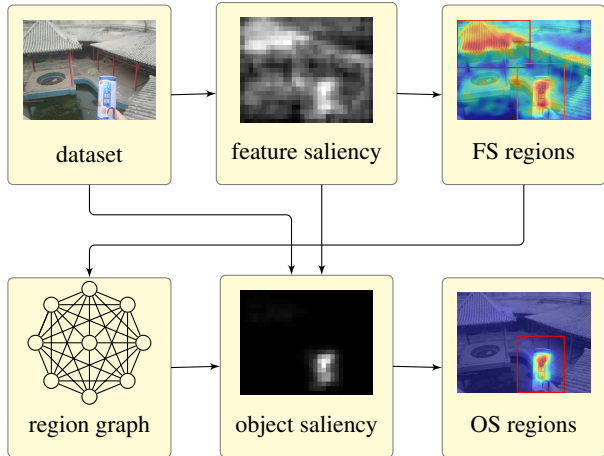 dataset
feature saliency
FS regions
region graph
object saliency
OS regions